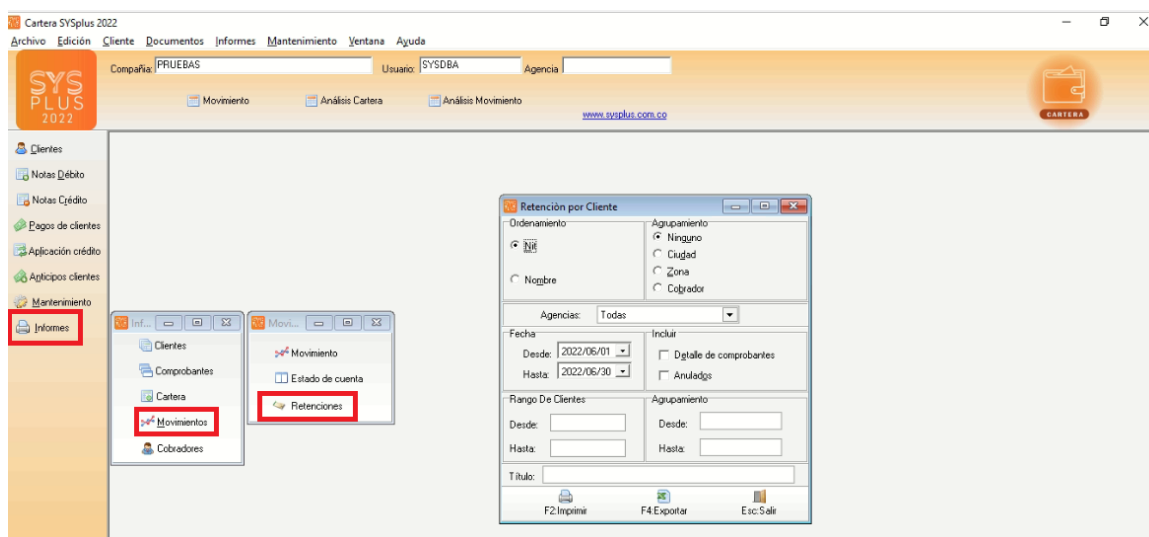 Cartera SYSplus 2022
Archivo Edición Cliente Documentos Informes Mantenimiento Ventana Ayuda
SYS
PLUS
2022
Compañia: PRUEBAS Usuario: SYSDBA Agencia
Movimiento Análisis Cartera Análisis Movimiento
www.sysplus.com.co
CARTERA
Clientes
Notas Débito
Notas Crédito
Pagos de clientes
Aplicación crédito
Anticipos clientes
Mantenimiento
Informes
Inf...
Clientes
Comprobantes
Cartera
Movimientos
Cobradores
Movi...
Movimiento
Estado de cuenta
Retenciones
Retenciòn por Cliente
Ordenamiento
Nit
Nombre
Agrupamiento
Ninguno
Ciudad
Zona
Cobrador
Agencias: Todas
Fecha
Desde: 2022/06/01
Hasta: 2022/06/30
Incluir
Detalle de comprobantes
Anulados
Rango De Clientes
Desde:
Hasta:
Agrupamiento
Desde:
Hasta:
Título:
F2:Imprimir F4:Exportar Esc:Salir